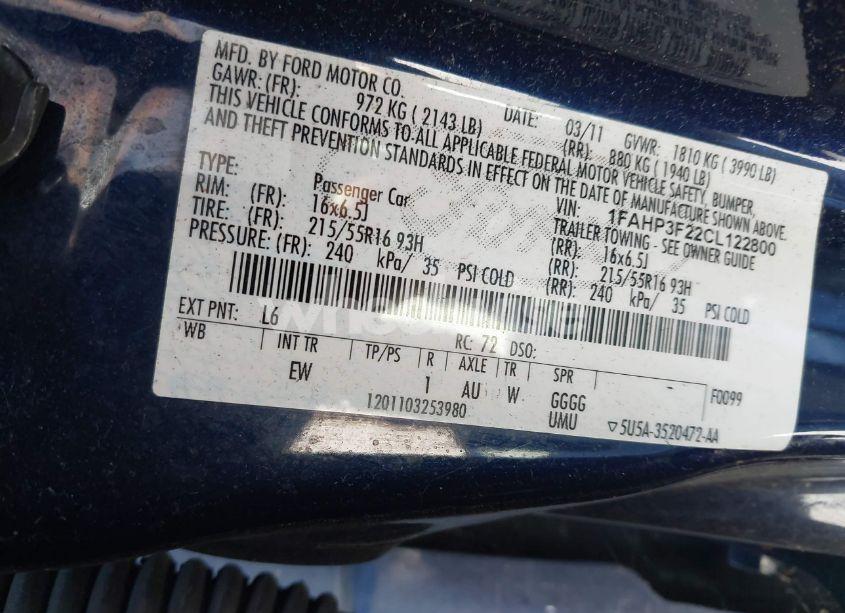 MFD. BY FORD MOTOR CO. DATE: 03/11 GVWR: 1810 KG ( 3990 LB)
GAWR: (FR): 972 KG ( 2143 LB) (RR): 880 KG ( 1940 LB)
THIS VEHICLE CONFORMS TO ALL APPLICABLE FEDERAL MOTOR VEHICLE SAFETY, BUMPER,
AND THEFT PREVENTION STANDARDS IN EFFECT ON THE DATE OF MANUFACTURE SHOWN ABOVE.
VIN: 1FAHP3F22CL122800
TYPE: Passenger Car TRAILER TOWING - SEE OWNER GUIDE
RIM: (FR): 16x6.5J (RR): 16x6.5J
TIRE: (FR): 215/55R16 93H (RR): 215/55R16 93H
PRESSURE: (FR): 240 kPa/ 35 PSI COLD (RR): 240 kPa/ 35 PSI COLD
EXT PNT: L6 RC: 72 DSO:
WB INT TR TP/PS R AXLE TR SPR F0099
EW 1 AU W GGGG
1201103253980 UMU ▽5U5A-3520472-AA